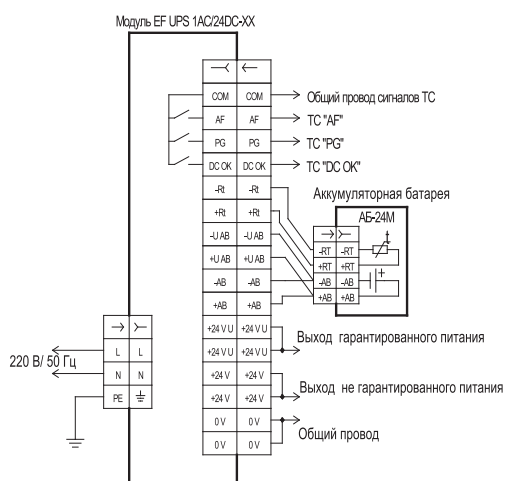 Модуль EF UPS 1AC/24DC-XX
COM COM Общий провод сигналов ТС
AF AF ТС "AF"
PG PG ТС "PG"
DC OK DC OK ТС "DC OK"
-Rt -Rt
Аккумуляторная батарея
+Rt +Rt
АБ-24М
-U AB -U AB
t
-RT -RT
+U AB +U AB
+RT +RT
-AB -AB
-AB -AB
+
+AB +AB
+AB +AB
+24 V U +24 V U
Выход гарантированного питания
+24 V U +24 V U
L L
220 В/ 50 Гц
N N
+24 V +24 V
Выход не гарантированного питания
PE
+24 V +24 V
0 V 0 V
Общий провод
0 V 0 V